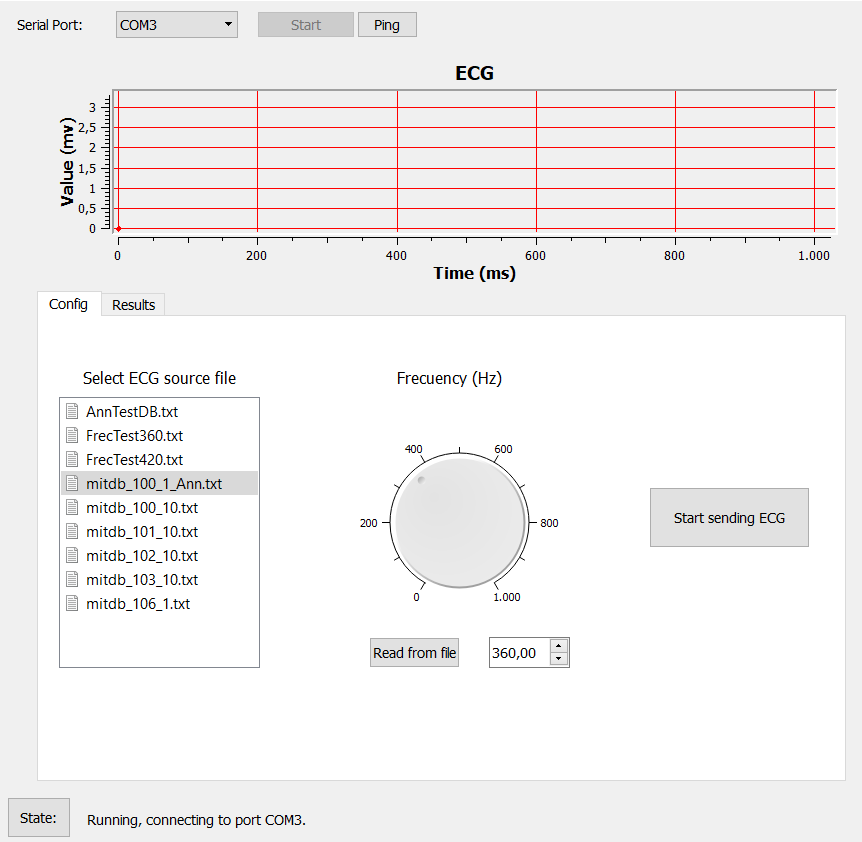 Serial Port: COM3 Start Ping
ECG
Value (mv)
3
2,5
2
1,5
1
0,5
0
0 200 400 600 800 1.000
Time (ms)
Config Results
Select ECG source file
AnnTestDB.txt
FrecTest360.txt
FrecTest420.txt
mitdb_100_1_Ann.txt
mitdb_100_10.txt
mitdb_101_10.txt
mitdb_102_10.txt
mitdb_103_10.txt
mitdb_106_1.txt
Frecuency (Hz)
400 600
200 800
0 1.000
Read from file 360,00
Start sending ECG
State: Running, connecting to port COM3.